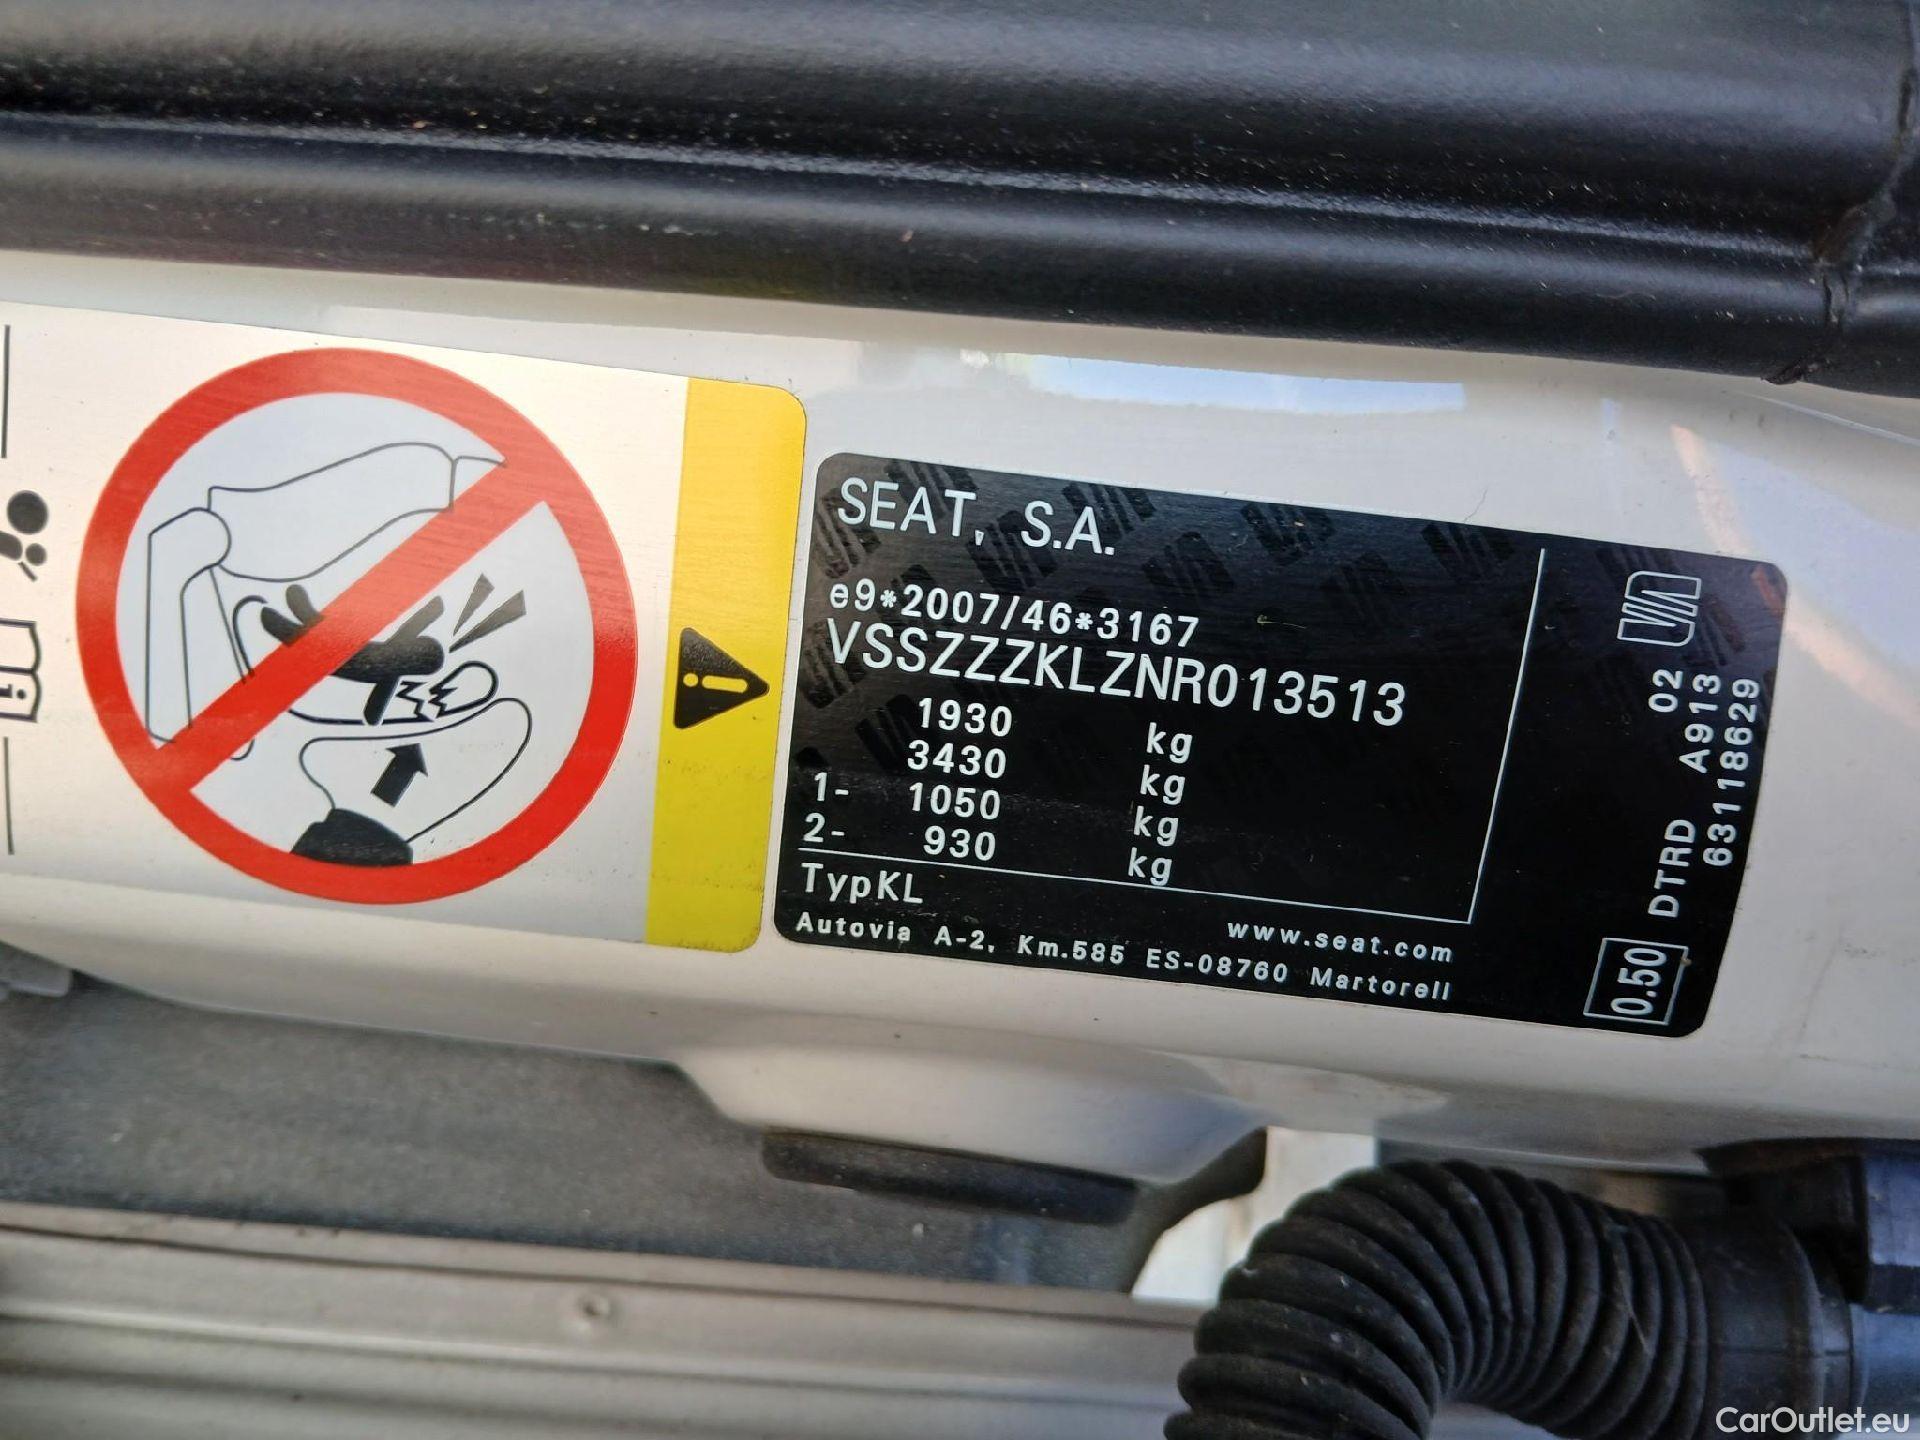 SEAT, S.A.
e9*2007/46*3167
VSSZZZKLZNR013513
1930 kg
3430 kg
1- 1050 kg
2- 930 kg
TypKL
www.seat.com
Autovia A-2, Km.585 ES-08760 Martorell
02
DTRD A913
63118629
0.50
CarOutlet.eu